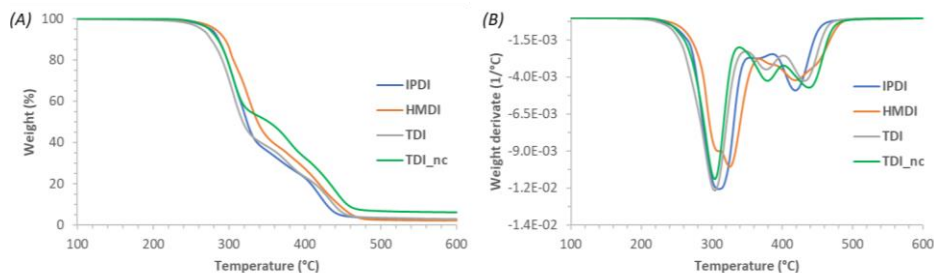 (A)
100
80
60
40
20
0
Weight (%)
100 200 300 400 500 600
Temperature (°C)
IPDI
HMDI
TDI
TDI_nc
(B)
-1.5E-03
-4.0E-03
-6.5E-03
-9.0E-03
-1.2E-02
-1.4E-02
Weight derivate (1/°C)
100 200 300 400 500 600
Temperature (°C)
IPDI
HMDI
TDI
TDI_nc